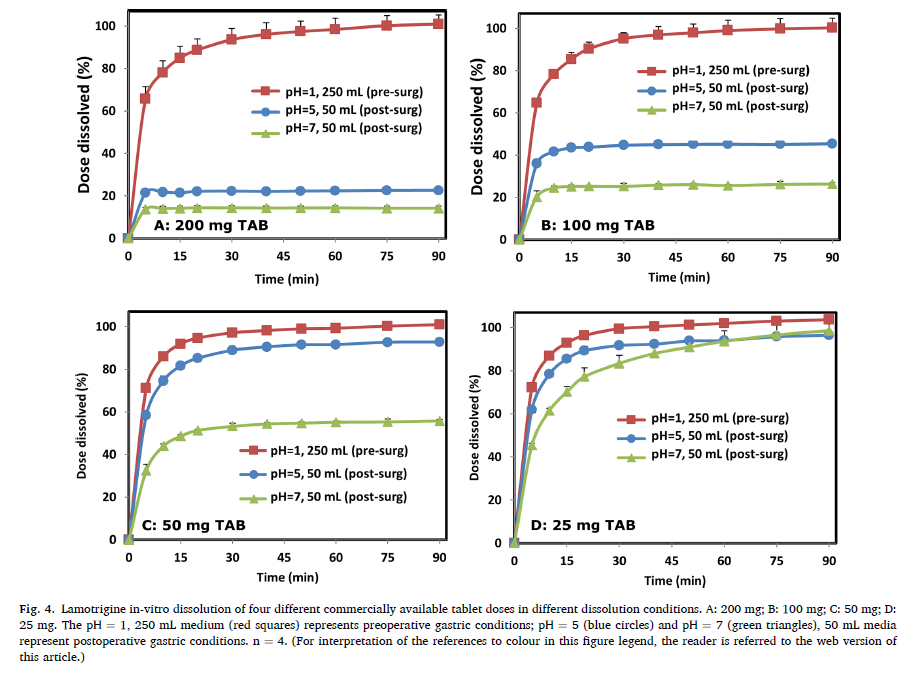 Dose dissolved (%)
100
80
60
40
20
0
pH=1, 250 mL (pre-surg)
pH=5, 50 mL (post-surg)
pH=7, 50 mL (post-surg)
A: 200 mg TAB
0 15 30 45 60 75 90
Time (min)
Dose dissolved (%)
100
80
60
40
20
0
pH=1, 250 mL (pre-surg)
pH=5, 50 mL (post-surg)
pH=7, 50 mL (post-surg)
B: 100 mg TAB
0 15 30 45 60 75 90
Time (min)
Dose dissolved (%)
100
80
60
40
20
0
pH=1, 250 mL (pre-surg)
pH=5, 50 mL (post-surg)
pH=7, 50 mL (post-surg)
C: 50 mg TAB
0 15 30 45 60 75 90
Time (min)
Dose dissolved (%)
100
80
60
40
20
0
pH=1, 250 mL (pre-surg)
pH=5, 50 mL (post-surg)
pH=7, 50 mL (post-surg)
D: 25 mg TAB
0 15 30 45 60 75 90
Time (min)
Fig. 4. Lamotrigine in-vitro dissolution of four different commercially available tablet doses in different dissolution conditions. A: 200 mg; B: 100 mg; C: 50 mg; D:
25 mg. The pH = 1, 250 mL medium (red squares) represents preoperative gastric conditions; pH = 5 (blue circles) and pH = 7 (green triangles), 50 mL media
represent postoperative gastric conditions. n = 4. (For interpretation of the references to colour in this figure legend, the reader is referred to the web version of
this article.)